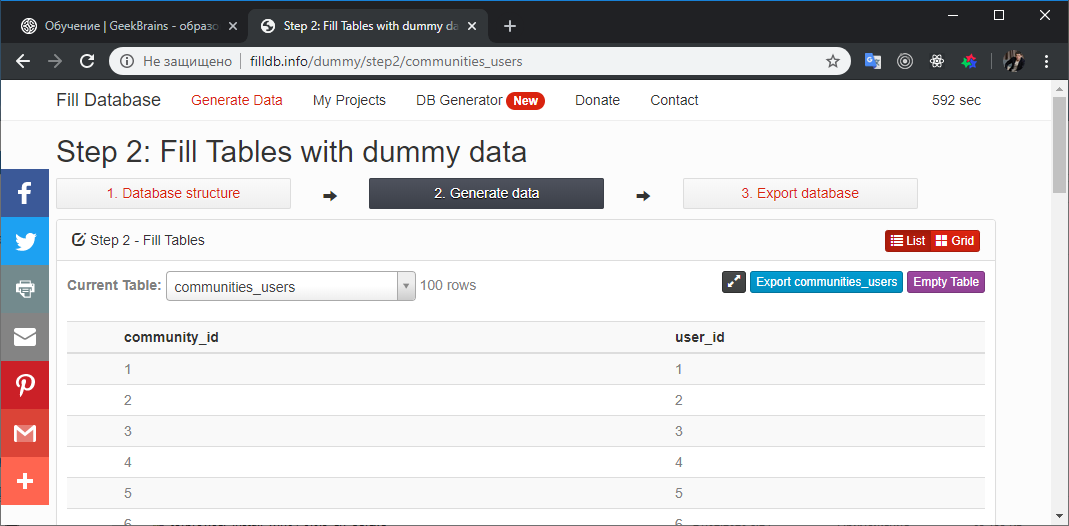 Обучение | GeekBrains - образо
Step 2: Fill Tables with dummy da
Не защищено
filldb.info/dummy/step2/communities_users
Fill Database
Generate Data
My Projects
DB Generator New
Donate
Contact
592 sec
Step 2: Fill Tables with dummy data
1. Database structure
2. Generate data
3. Export database
Step 2 - Fill Tables
List
Grid
Current Table: communities_users 100 rows
Export communities_users
Empty Table
community_id user_id
1 1
2 2
3 3
4 4
5 5
6 6